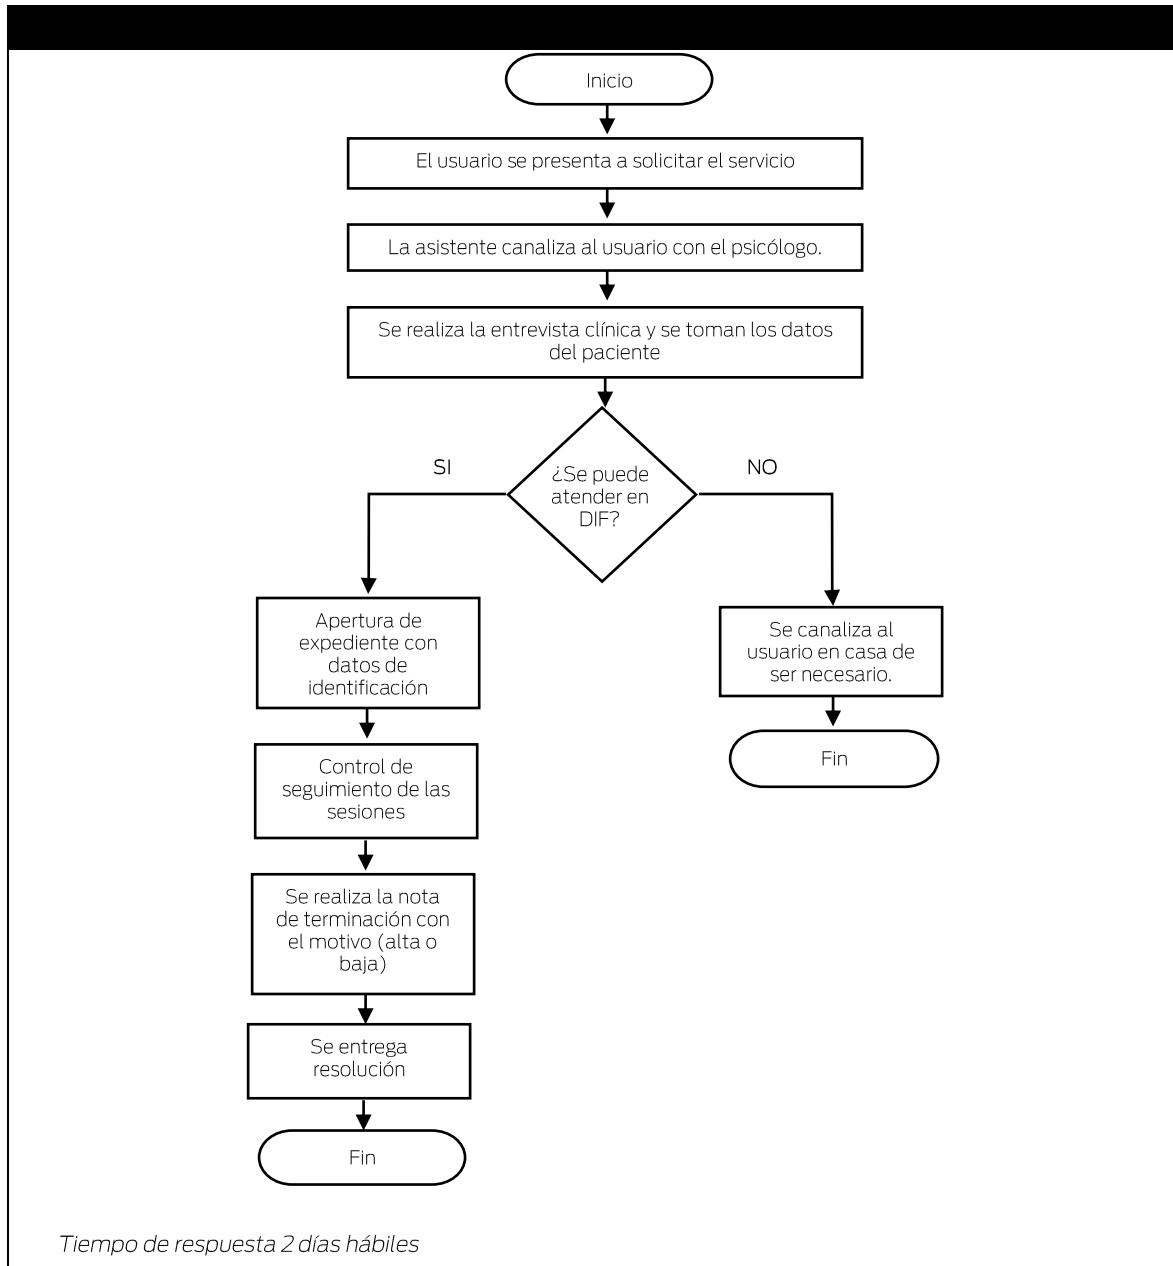 Inicio
El usuario se presenta a solicitar el servicio
La asistente canaliza al usuario con el psicólogo.
Se realiza la entrevista clínica y se toman los datos
del paciente
SI
NO
¿Se puede
atender en
DIF?
Apertura de
expediente con
datos de
identificación
Se canaliza al
usuario en casa de
ser necesario.
Control de
seguimiento de las
sesiones
Fin
Se realiza la nota
de terminación con
el motivo (alta o
baja)
Se entrega
resolución
Fin
Tiempo de respuesta 2 días hábiles